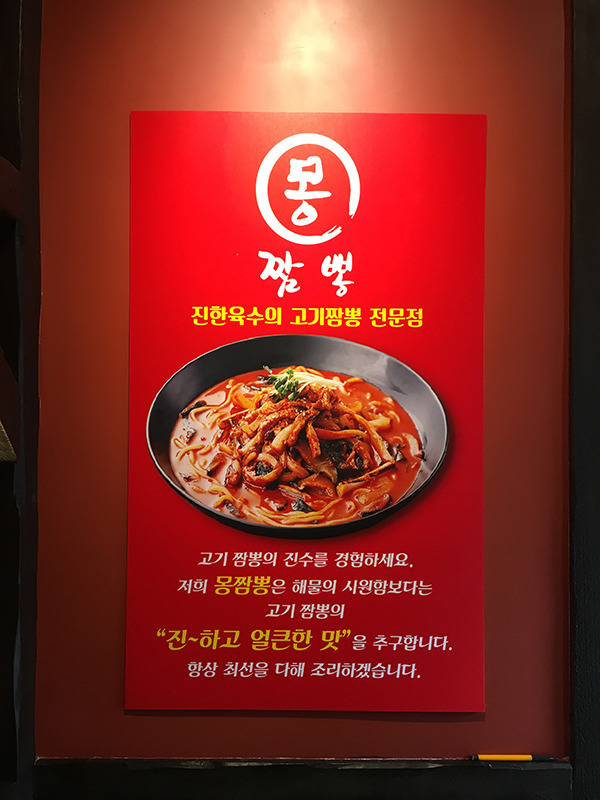 몽
짬뽕
진한육수의 고기짬뽕 전문점
고기 짬뽕의 진수를 경험하세요.
저희 몽짬뽕은 해물의 시원함보다는
고기 짬뽕의
“진~하고 얼큰한 맛”을 추구합니다.
항상 최선을 다해 조리하겠습니다.